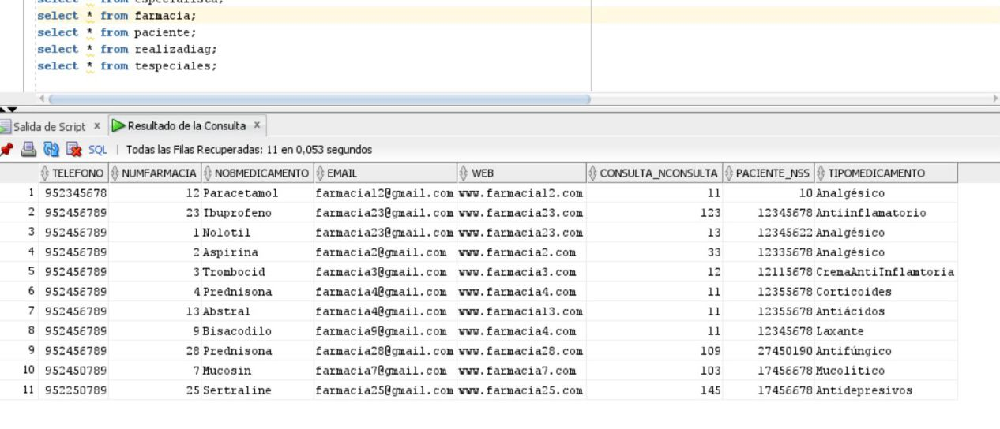 select * from especialista;
select * from farmacia;
select * from paciente;
select * from realizadiag;
select * from tespeciales;
Salida de Script x Resultado de la Consulta x
SQL | Todas las Filas Recuperadas: 11 en 0,053 segundos
TELEFONO NUMFARMACIA NOBMEDICAMENTO EMAIL WEB CONSULTA_NCONSULTA PACIENTE_NSS TIPOMEDICAMENTO
1 952345678 12 Paracetamol farmacia12@gmail.com www.farmacia12.com 11 10 Analgésico
2 952456789 23 Ibuprofeno farmacia23@gmail.com www.farmacia23.com 123 12345678 Antiinflamatorio
3 952456789 1 Nolotil farmacia23@gmail.com www.farmacia23.com 13 12345622 Analgésico
4 952456789 2 Aspirina farmacia2@gmail.com www.farmacia2.com 33 12335678 Analgésico
5 952456789 3 Trombocid farmacia3@gmail.com www.farmacia3.com 12 12115678 CremaAntiInflamtoria
6 952456789 4 Prednisona farmacia4@gmail.com www.farmacia4.com 11 12355678 Corticoides
7 952456789 13 Abstral farmacia4@gmail.com www.farmacia13.com 11 12355678 Antiácidos
8 952456789 9 Bisacodilo farmacia9@gmail.com www.farmacia4.com 11 12345678 Laxante
9 952456789 28 Prednisona farmacia28@gmail.com www.farmacia28.com 109 27450190 Antifúngico
10 952450789 7 Mucosin farmacia7@gmail.com www.farmacia7.com 103 17456678 Mucolítico
11 952250789 25 Sertraline farmacia25@gmail.com www.farmacia25.com 145 17456678 Antidepresivos